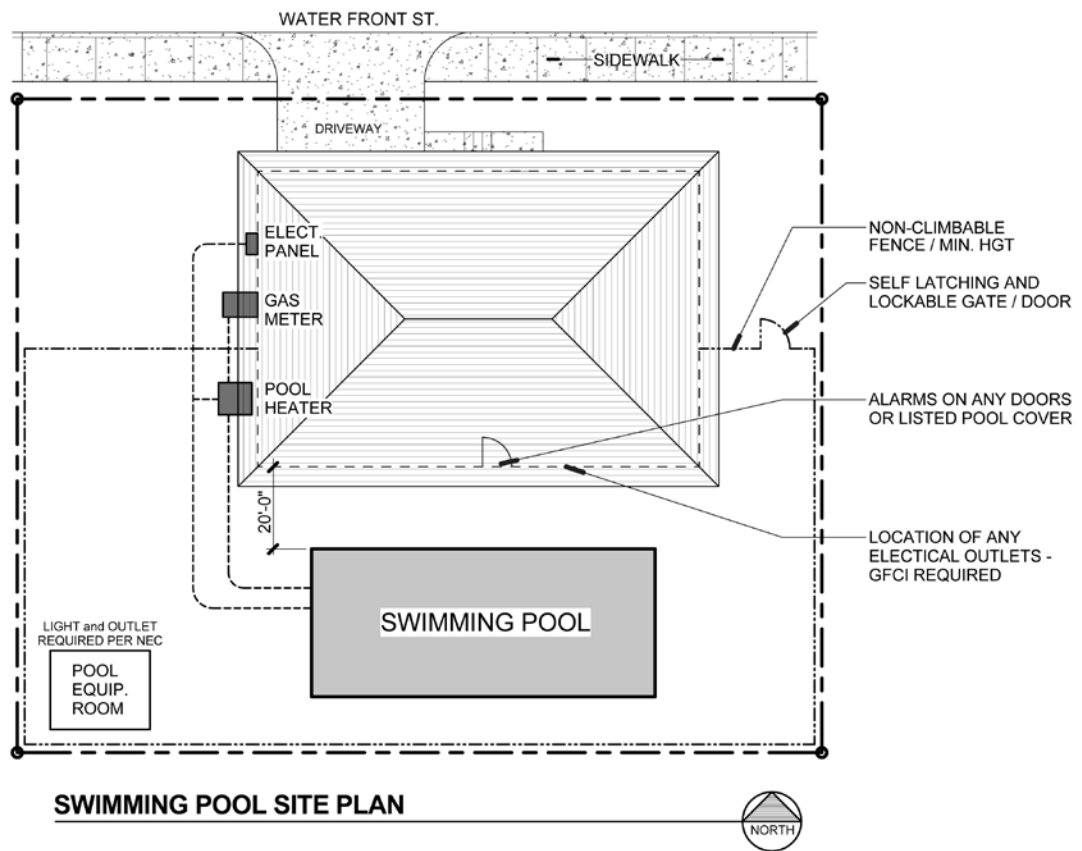 WATER FRONT ST.
SIDEWALK
DRIVEWAY
ELECT.
PANEL
GAS
METER
POOL
HEATER
NON-CLIMBABLE
FENCE / MIN. HGT
SELF LATCHING AND
LOCKABLE GATE / DOOR
ALARMS ON ANY DOORS
OR LISTED POOL COVER
20'-0"
LOCATION OF ANY
ELECTICAL OUTLETS -
GFCI REQUIRED
SWIMMING POOL
LIGHT and OUTLET
REQUIRED PER NEC
POOL
EQUIP.
ROOM
SWIMMING POOL SITE PLAN
NORTH